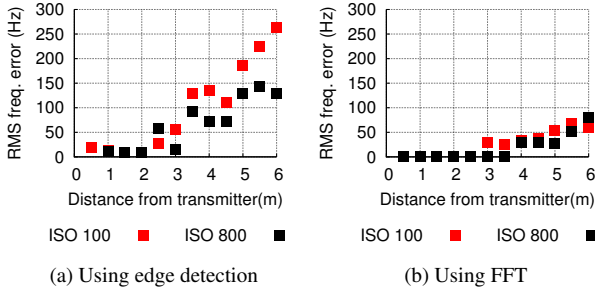 RMS freq. error (Hz)
300
250
200
150
100
50
0
0 1 2 3 4 5 6
Distance from transmitter(m)
ISO 100 ISO 800
(a) Using edge detection
RMS freq. error (Hz)
300
250
200
150
100
50
0
0 1 2 3 4 5 6
Distance from transmitter(m)
ISO 100 ISO 800
(b) Using FFT